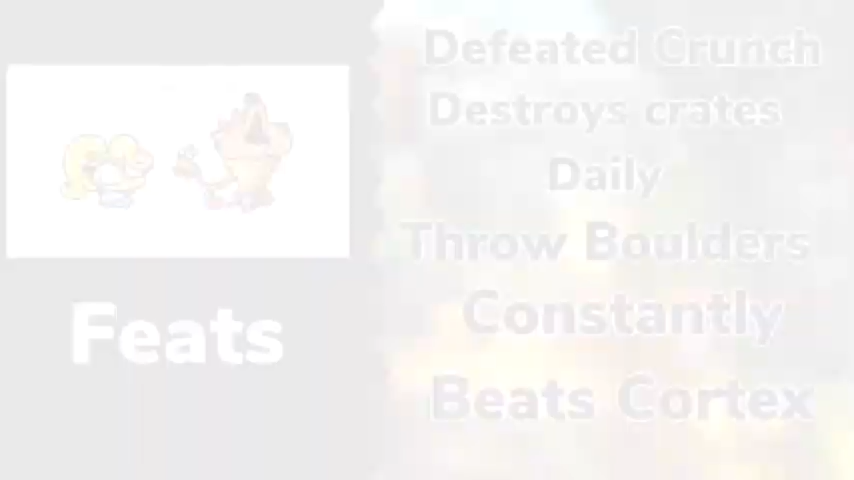 Defeated Crunch
Destroys crates
Daily
Throw Boulders
Constantly
Beats Cortex
Feats